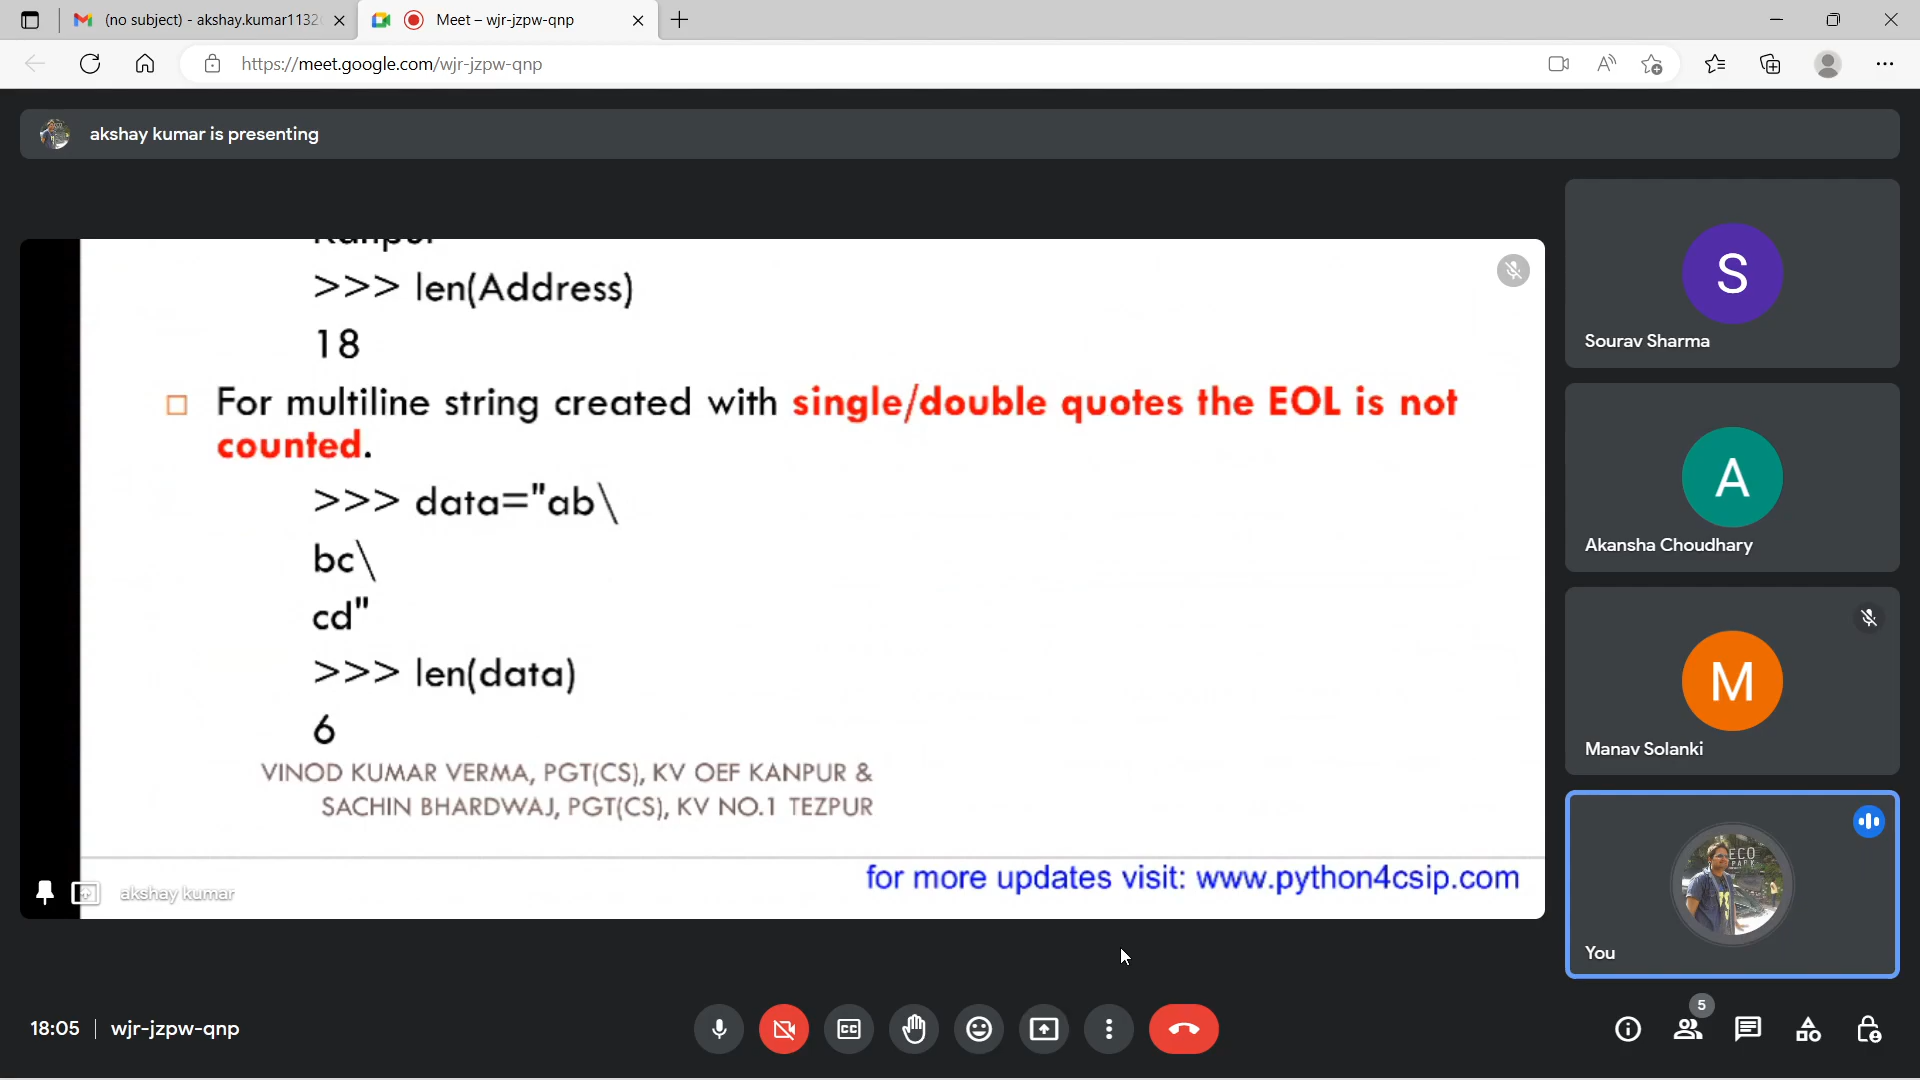 (no subject) - akshay.kumar1132
Meet – wjr-jzpw-qnp
https://meet.google.com/wjr-jzpw-qnp
akshay kumar is presenting
Kanpur
>>> len(Address)
18
For multiline string created with single/double quotes the EOL is not
counted.
>>> data="ab\
bc\
cd"
>>> len(data)
6
VINOD KUMAR VERMA, PGT(CS), KV OEF KANPUR &
SACHIN BHARDWAJ, PGT(CS), KV NO.1 TEZPUR
for more updates visit: www.python4csip.com
akshay kumar
S
Sourav Sharma
A
Akansha Choudhary
M
Manav Solanki
ECO
PARK
You
18:05 | wjr-jzpw-qnp
CC
5